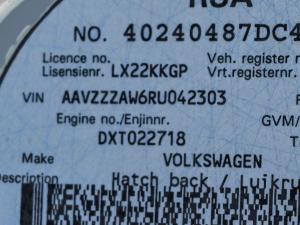 RSA
NO. 40240487DC4
Licence no. Veh. register n
Lisensienr. LX22KKGP Vrt.registernr.
VIN AAVZZZAW6RU042303
Engine no./Enjinnr. GVM/
DXT022718
Make VOLKSWAGEN
Description Hatch back / Luikru